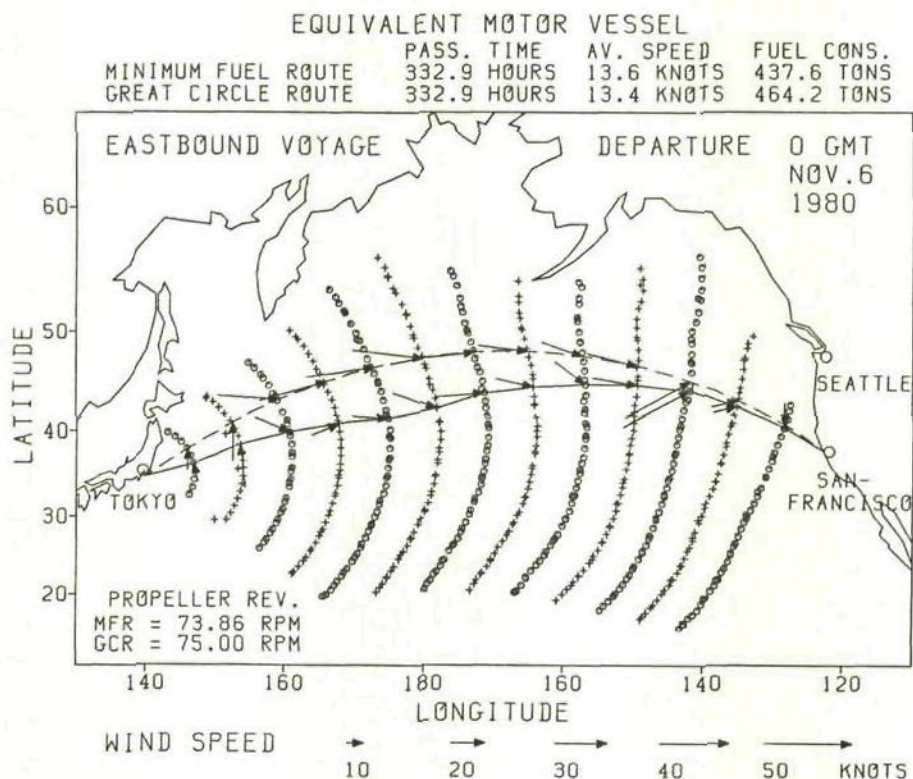 EQUIVALENT MOTOR VESSEL
PASS. TIME AV. SPEED FUEL CONS.
MINIMUM FUEL ROUTE 332.9 HOURS 13.6 KNOTS 437.6 TONS
GREAT CIRCLE ROUTE 332.9 HOURS 13.4 KNOTS 464.2 TONS
EASTBOUND VOYAGE DEPARTURE 0 GMT
NOV.6
1980
60
50
40
30
20
LATITUDE
SEATTLE
SAN-
FRANCISCO
TOKYO
PROPELLER REV.
MFR = 73.86 RPM
GCR = 75.00 RPM
140 160 180 160 140 120
LONGITUDE
WIND SPEED
10 20 30 40 50 KNOTS